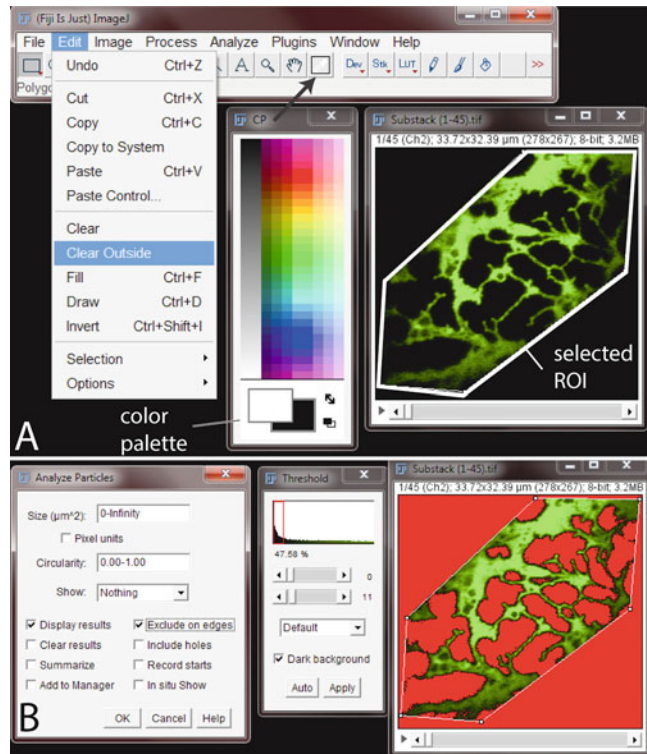 (Fiji Is Just) ImageJ
File Edit Image Process Analyze Plugins Window Help
A Dev Stk LUT >>
Polygo
Undo Ctrl+Z
Cut Ctrl+X
Copy Ctrl+C
Copy to System
Paste Ctrl+V
Paste Control...
Clear
Clear Outside
Fill Ctrl+F
Draw Ctrl+D
Invert Ctrl+Shift+I
Selection
Options
CP
color
palette
Substack (1-45).tif
1/45 (Ch2); 33.72x32.39 µm (278x267); 8-bit; 3.2MB
selected
ROI
A
Analyze Particles
Size (µm^2): 0-Infinity
Pixel units
Circularity: 0.00-1.00
Show: Nothing
Display results Exclude on edges
Clear results Include holes
Summarize Record starts
Add to Manager In situ Show
OK Cancel Help
B
Threshold
47.58 %
0
11
Default
Dark background
Auto Apply
Substack (1-45).tif
1/45 (Ch2); 33.72x32.39 µm (278x267); 8-bit; 3.2MB